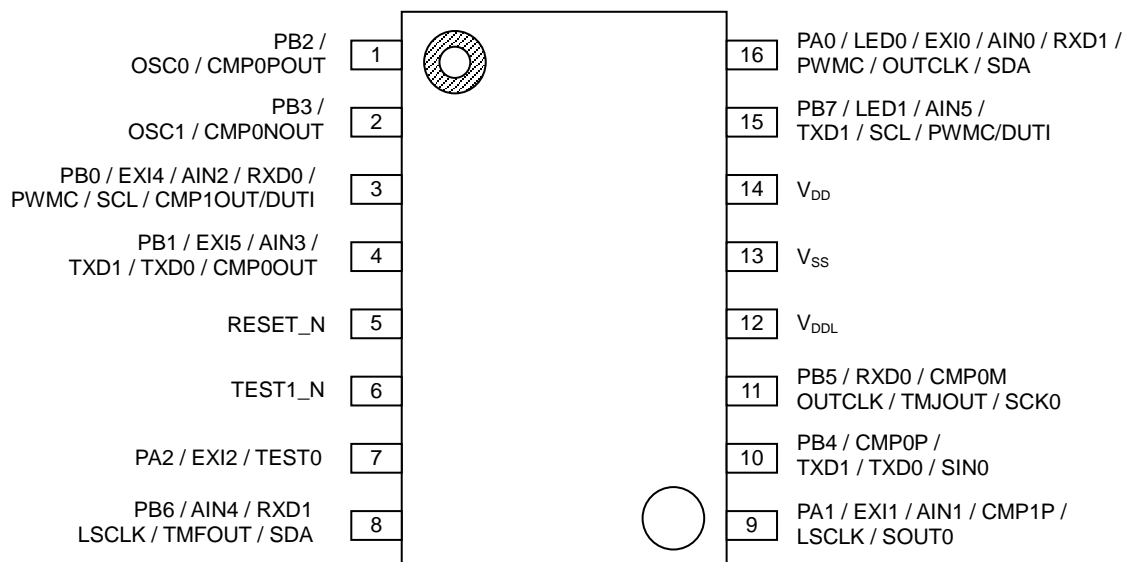 PB2 /
OSC0 / CMP0POUT
1
PB3 /
OSC1 / CMP0NOUT
2
PB0 / EXI4 / AIN2 / RXD0 /
PWMC / SCL / CMP1OUT/DUTI
3
PB1 / EXI5 / AIN3 /
TXD1 / TXD0 / CMP0OUT
4
RESET_N
5
TEST1_N
6
PA2 / EXI2 / TEST0
7
PB6 / AIN4 / RXD1
LSCLK / TMFOUT / SDA
8
16
PA0 / LED0 / EXI0 / AIN0 / RXD1 /
PWMC / OUTCLK / SDA
15
PB7 / LED1 / AIN5 /
TXD1 / SCL / PWMC/DUTI
14
VDD
13
VSS
12
VDDL
11
PB5 / RXD0 / CMP0M
OUTCLK / TMJOUT / SCK0
10
PB4 / CMP0P /
TXD1 / TXD0 / SIN0
9
PA1 / EXI1 / AIN1 / CMP1P /
LSCLK / SOUT0